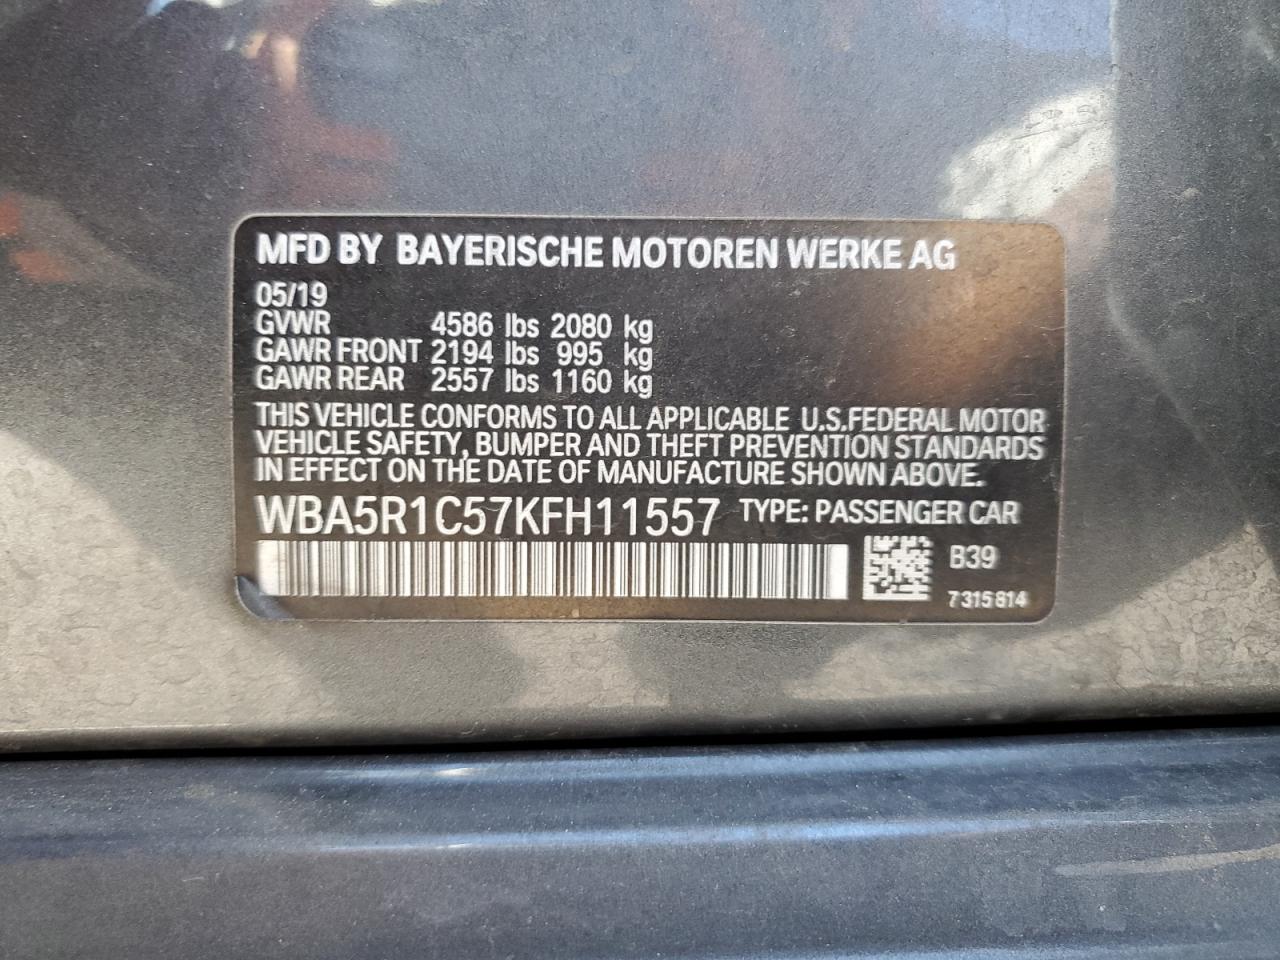 MFD BY BAYERISCHE MOTOREN WERKE AG
05/19
GVWR 4586 lbs 2080 kg
GAWR FRONT 2194 lbs 995 kg
GAWR REAR 2557 lbs 1160 kg
THIS VEHICLE CONFORMS TO ALL APPLICABLE U.S.FEDERAL MOTOR
VEHICLE SAFETY, BUMPER AND THEFT PREVENTION STANDARDS
IN EFFECT ON THE DATE OF MANUFACTURE SHOWN ABOVE.
WBA5R1C57KFH11557 TYPE: PASSENGER CAR
B39
7315814